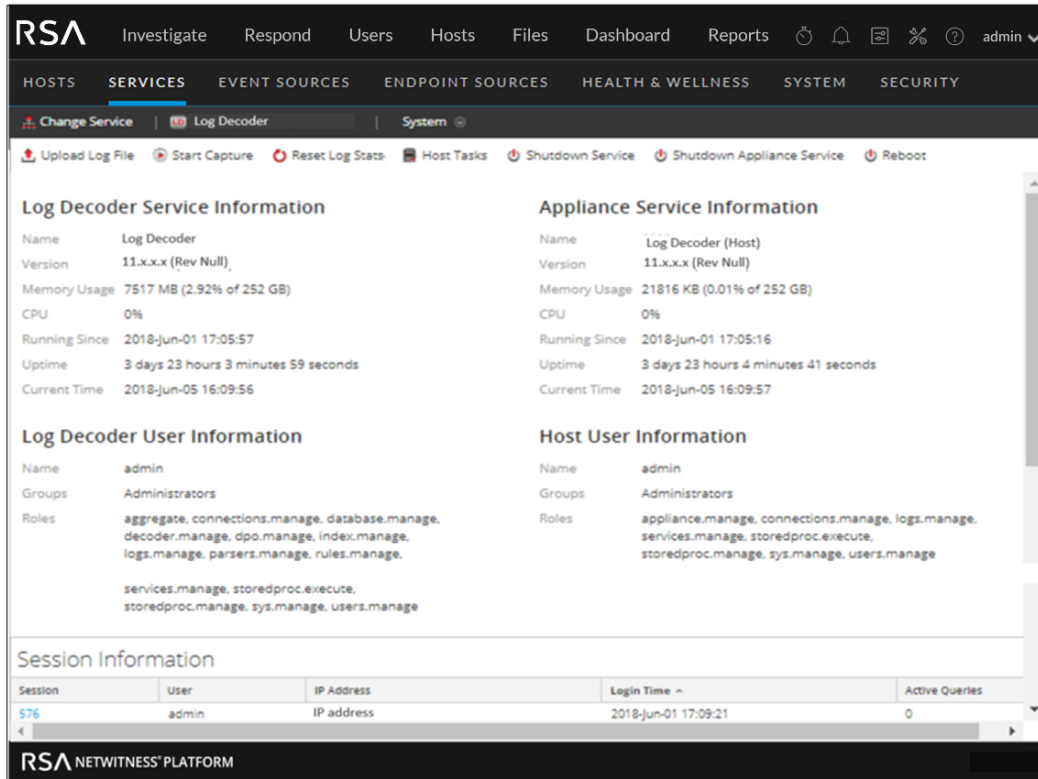 RSA Investigate Respond Users Hosts Files Dashboard Reports admin
HOSTS SERVICES EVENT SOURCES ENDPOINT SOURCES HEALTH & WELLNESS SYSTEM SECURITY
Change Service | LD Log Decoder | System
Upload Log File Start Capture Reset Log Stats Host Tasks Shutdown Service Shutdown Appliance Service Reboot
Log Decoder Service Information
Name Log Decoder
Version 11.x.x.x (Rev Null)
Memory Usage 7517 MB (2.92% of 252 GB)
CPU 0%
Running Since 2018-Jun-01 17:05:57
Uptime 3 days 23 hours 3 minutes 59 seconds
Current Time 2018-Jun-05 16:09:56
Appliance Service Information
Name Log Decoder (Host)
Version 11.x.x.x (Rev Null)
Memory Usage 21816 KB (0.01% of 252 GB)
CPU 0%
Running Since 2018-Jun-01 17:05:16
Uptime 3 days 23 hours 4 minutes 41 seconds
Current Time 2018-Jun-05 16:09:57
Log Decoder User Information
Name admin
Groups Administrators
Roles aggregate, connections.manage, database.manage,
decoder.manage, dpo.manage, index.manage,
logs.manage, parsers.manage, rules.manage,
services.manage, storedproc.execute,
storedproc.manage, sys.manage, users.manage
Host User Information
Name admin
Groups Administrators
Roles appliance.manage, connections.manage, logs.manage,
services.manage, storedproc.execute,
storedproc.manage, sys.manage, users.manage
Session Information
Session User IP Address Login Time Active Queries
576 admin IP address 2018-Jun-01 17:09:21 0
RSA NETWITNESS® PLATFORM